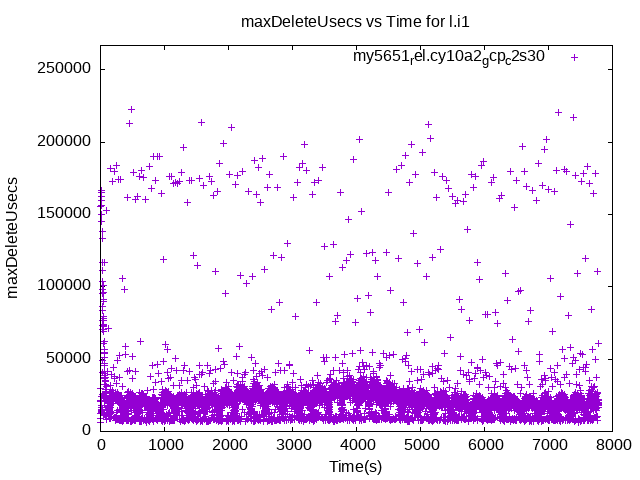 maxDeleteUsecs vs Time for l.i1
my5651rel.cy10a2gcpc2s30
250000
200000
150000
100000
50000
0
maxDeleteUsecs
0 1000 2000 3000 4000 5000 6000 7000 8000
Time(s)